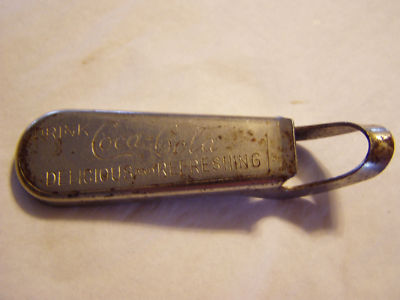 DRINK Coca-Cola
DELICIOUS AND REFRESHING